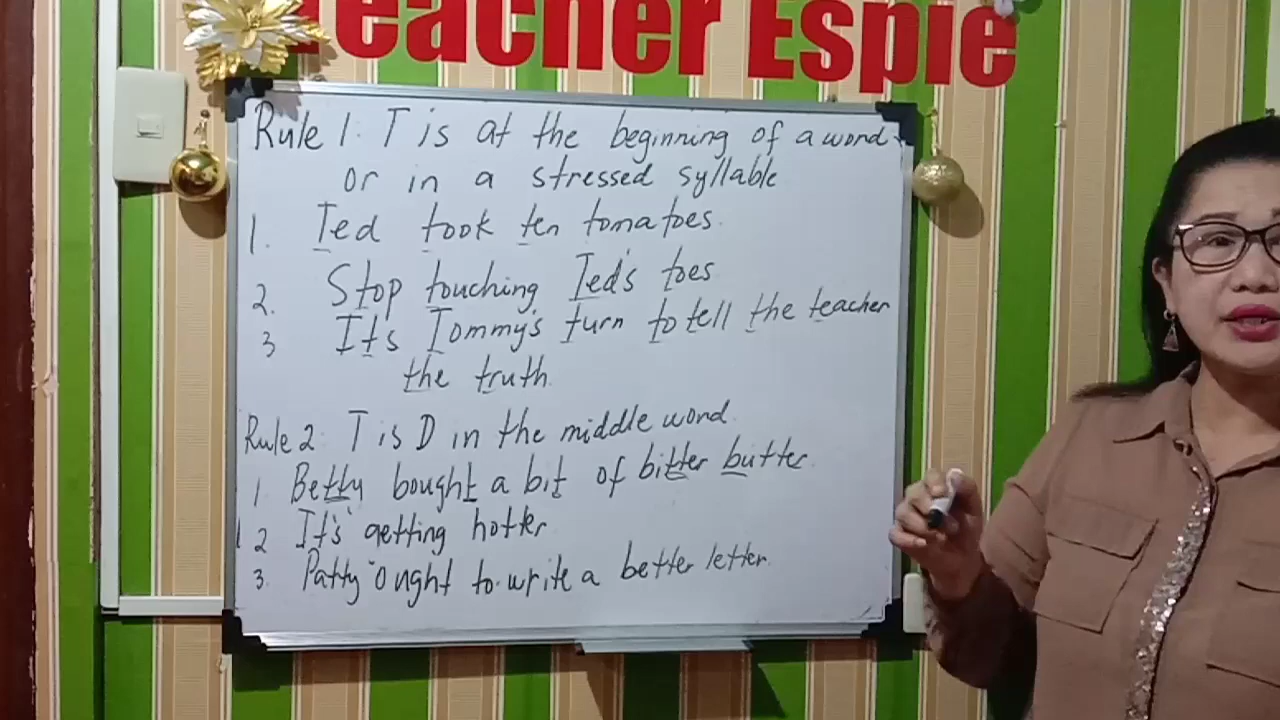 Teacher Espie
Rule 1: T is at the beginning of a word
or in a stressed syllable
1. Ted took ten tomatoes.
2. Stop touching Ted's toes
3 It's Tommy's turn to tell the teacher
the truth.
Rule 2: T is D in the middle word.
1 Betty bought a bit of bitter butter.
2 It's getting hotter
3. Patty ought to write a better letter.